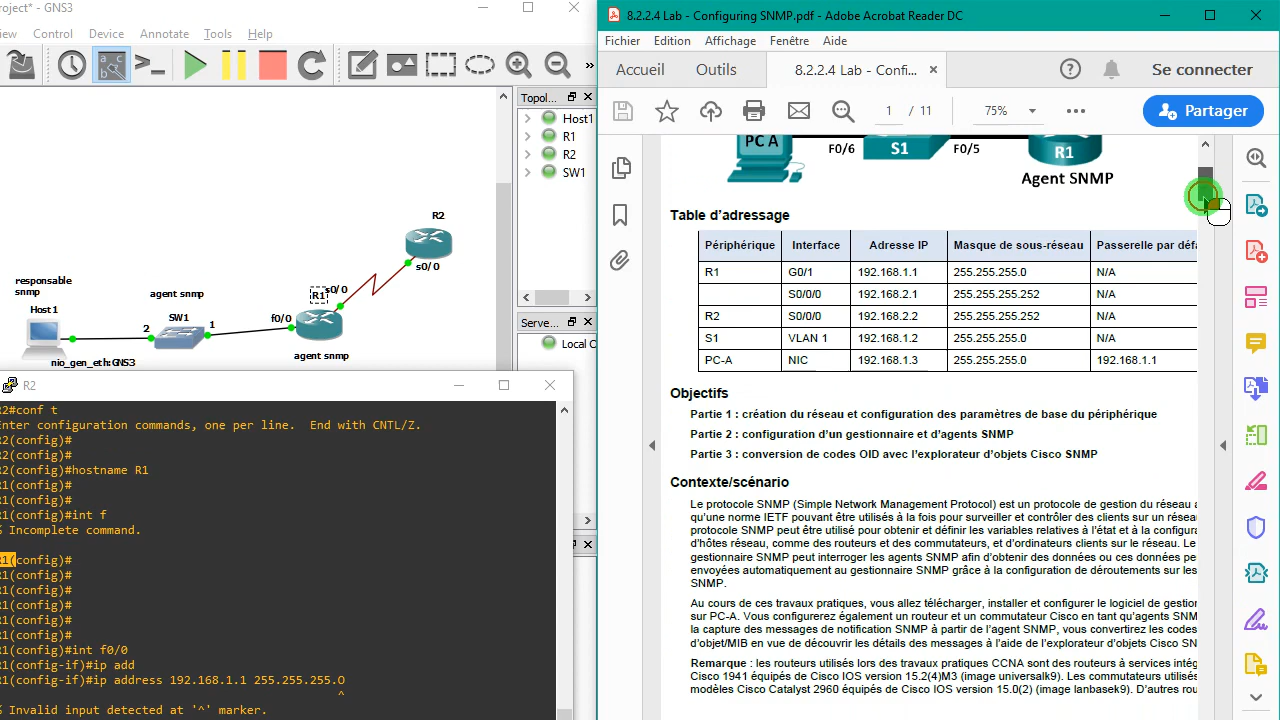 roject* - GNS3
iew Control Device Annotate Tools Help
Topol...
Host1
R1
R2
SW1
Serve...
Local C
R2
s0/0
s0/0
R1
f0/0
agent snmp
agent snmp
SW1
2 1
responsable
snmp
Host1
nio_gen_eth:GNS3
R2
R2#conf t
Enter configuration commands, one per line. End with CNTL/Z.
R2(config)#
R2(config)#
R2(config)#hostname R1
R1(config)#
R1(config)#
R1(config)#int f
% Incomplete command.
R1(config)#
R1(config)#
R1(config)#
R1(config)#
R1(config)#
R1(config)#
R1(config)#int f0/0
R1(config-if)#ip add
R1(config-if)#ip address 192.168.1.1 255.255.255.O
^
% Invalid input detected at '^' marker.
8.2.2.4 Lab - Configuring SNMP.pdf - Adobe Acrobat Reader DC
Fichier Edition Affichage Fenêtre Aide
Accueil Outils 8.2.2.4 Lab - Confi... Se connecter
1 / 11 75% Partager
PC A F0/6 S1 F0/5 R1
Agent SNMP
Table d'adressage
Périphérique Interface Adresse IP Masque de sous-réseau Passerelle par défa
R1 G0/1 192.168.1.1 255.255.255.0 N/A
S0/0/0 192.168.2.1 255.255.255.252 N/A
R2 S0/0/0 192.168.2.2 255.255.255.252 N/A
S1 VLAN 1 192.168.1.2 255.255.255.0 N/A
PC-A NIC 192.168.1.3 255.255.255.0 192.168.1.1
Objectifs
Partie 1 : création du réseau et configuration des paramètres de base du périphérique
Partie 2 : configuration d'un gestionnaire et d'agents SNMP
Partie 3 : conversion de codes OID avec l'explorateur d'objets Cisco SNMP
Contexte/scénario
Le protocole SNMP (Simple Network Management Protocol) est un protocole de gestion du réseau a
qu'une norme IETF pouvant être utilisés à la fois pour surveiller et contrôler des clients sur un résea
protocole SNMP peut être utilisé pour obtenir et définir les variables relatives à l'état et à la configura
d'hôtes réseau, comme des routeurs et des commutateurs, et d'ordinateurs clients sur le réseau. Le
gestionnaire SNMP peut interroger les agents SNMP afin d'obtenir des données ou ces données pe
envoyées automatiquement au gestionnaire SNMP grâce à la configuration de déroutements sur les
SNMP.
Au cours de ces travaux pratiques, vous allez télécharger, installer et configurer le logiciel de gestion
sur PC-A. Vous configurerez également un routeur et un commutateur Cisco en tant qu'agents SNM
la capture des messages de notification SNMP à partir de l'agent SNMP, vous convertirez les codes
d'objet/MIB en vue de découvrir les détails des messages à l'aide de l'explorateur d'objets Cisco SN
Remarque : les routeurs utilisés lors des travaux pratiques CCNA sont des routeurs à services intég
Cisco 1941 équipés de Cisco IOS version 15.2(4)M3 (image universalk9). Les commutateurs utilisés
modèles Cisco Catalyst 2960 équipés de Cisco IOS version 15.0(2) (image lanbasek9). D'autres rou